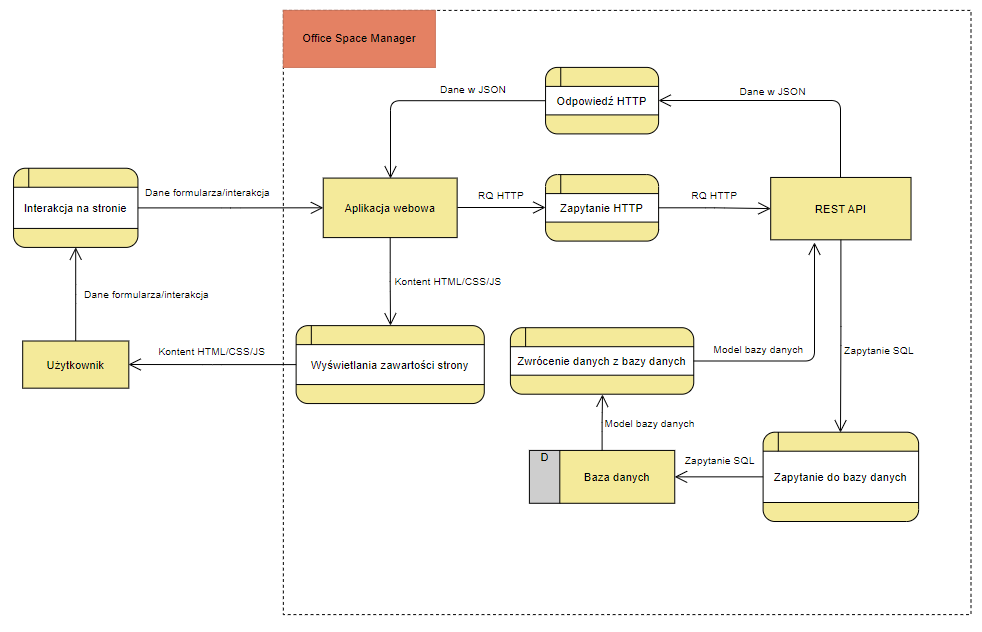 Office Space Manager
Dane w JSON
Odpowiedź HTTP
Dane w JSON
Interakcja na stronie
Dane formularza/interakcja
Aplikacja webowa
RQ HTTP
Zapytanie HTTP
RQ HTTP
REST API
Dane formularza/interakcja
Kontent HTML/CSS/JS
Użytkownik
Kontent HTML/CSS/JS
Wyświetlania zawartości strony
Zwrócenie danych z bazy danych
Model bazy danych
Zapytanie SQL
Model bazy danych
D
Baza danych
Zapytanie SQL
Zapytanie do bazy danych